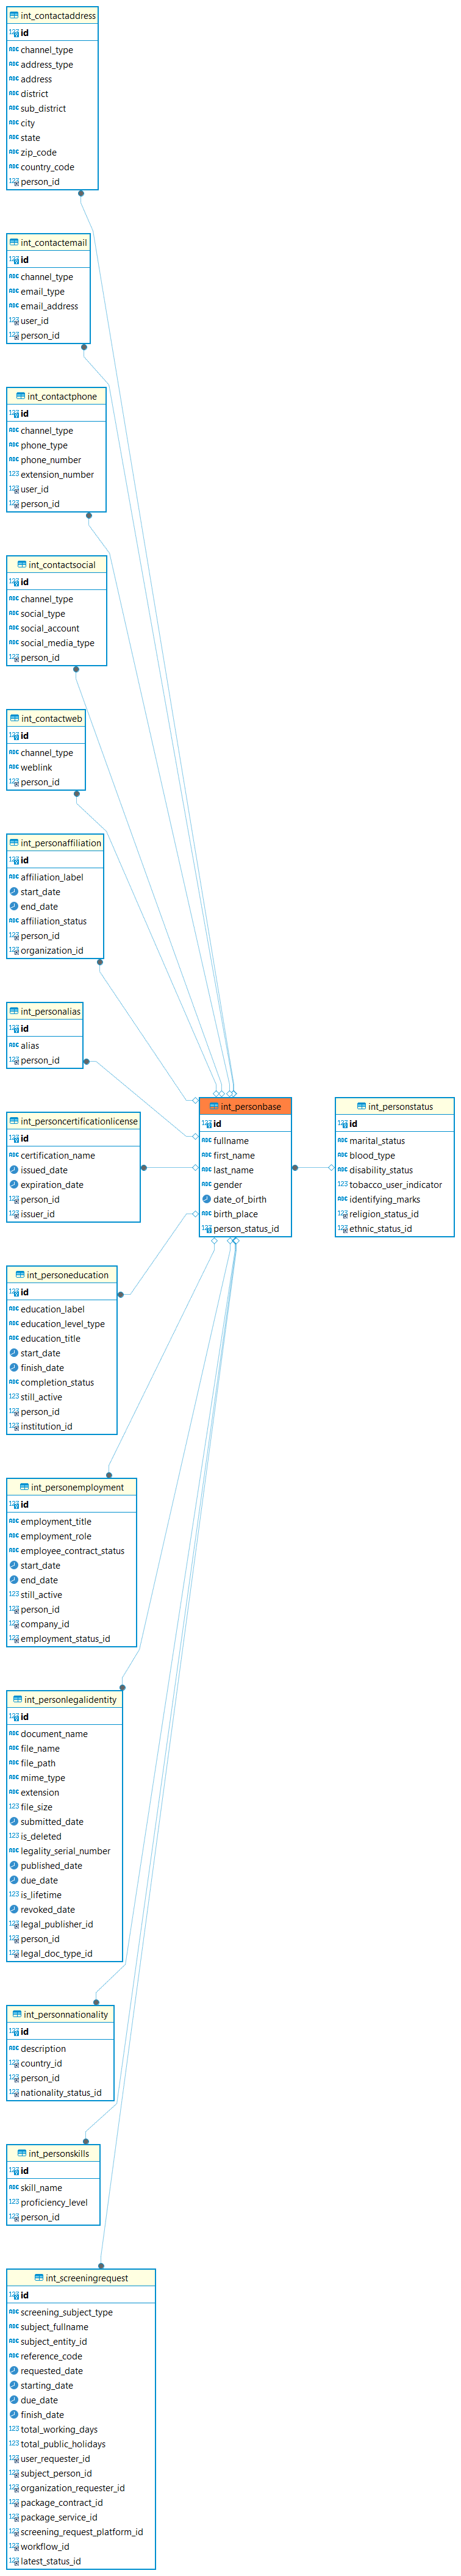 int_contactaddress
id
channel_type
address_type
address
district
sub_district
city
state
zip_code
country_code
person_id
int_contactemail
id
channel_type
email_type
email_address
user_id
person_id
int_contactphone
id
channel_type
phone_type
phone_number
extension_number
user_id
person_id
int_contactsocial
id
channel_type
social_type
social_account
social_media_type
person_id
int_contactweb
id
channel_type
weblink
person_id
int_personaffiliation
id
affiliation_label
start_date
end_date
affiliation_status
person_id
organization_id
int_personalias
id
alias
person_id
int_personbase
id
fullname
first_name
last_name
gender
date_of_birth
birth_place
person_status_id
int_personstatus
id
marital_status
blood_type
disability_status
tobacco_user_indicator
identifying_marks
religion_status_id
ethnic_status_id
int_personcertificationlicense
id
certification_name
issued_date
expiration_date
person_id
issuer_id
int_personeducation
id
education_label
education_level_type
education_title
start_date
finish_date
completion_status
still_active
person_id
institution_id
int_personemployment
id
employment_title
employment_role
employee_contract_status
start_date
end_date
still_active
person_id
company_id
employment_status_id
int_personlegalidentity
id
document_name
file_name
file_path
mime_type
extension
file_size
submitted_date
is_deleted
legality_serial_number
published_date
due_date
is_lifetime
revoked_date
legal_publisher_id
person_id
legal_doc_type_id
int_personnationality
id
description
country_id
person_id
nationality_status_id
int_personskills
id
skill_name
proficiency_level
person_id
int_screeningrequest
id
screening_subject_type
subject_fullname
subject_entity_id
reference_code
requested_date
starting_date
due_date
finish_date
total_working_days
total_public_holidays
user_requester_id
subject_person_id
organization_requester_id
package_contract_id
package_service_id
screening_request_platform_id
workflow_id
latest_status_id